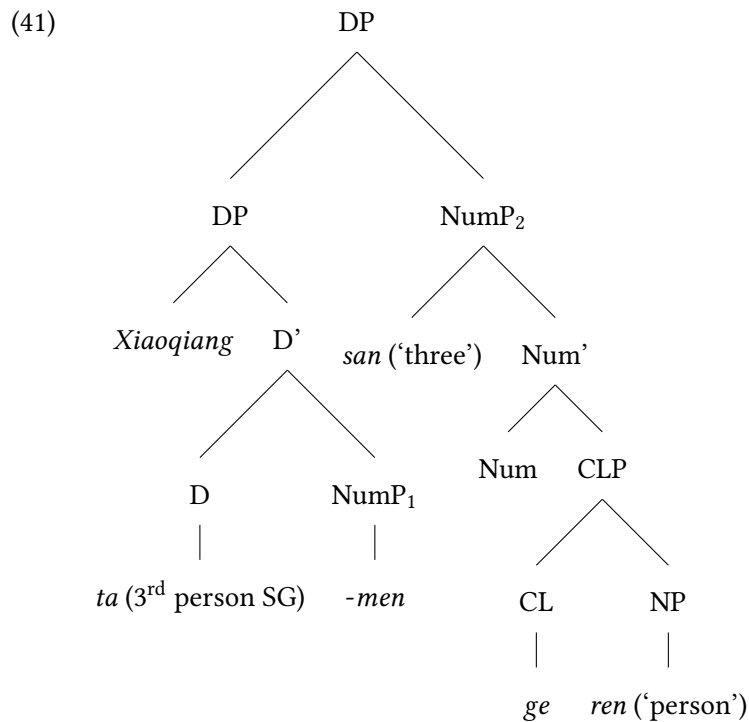 (41) DP
DP NumP₂
Xiaoqiang D’ san (‘three’) Num’
Num CLP
D NumP₁
ta (3ʳᵈ person SG) -men CL NP
ge ren (‘person’)